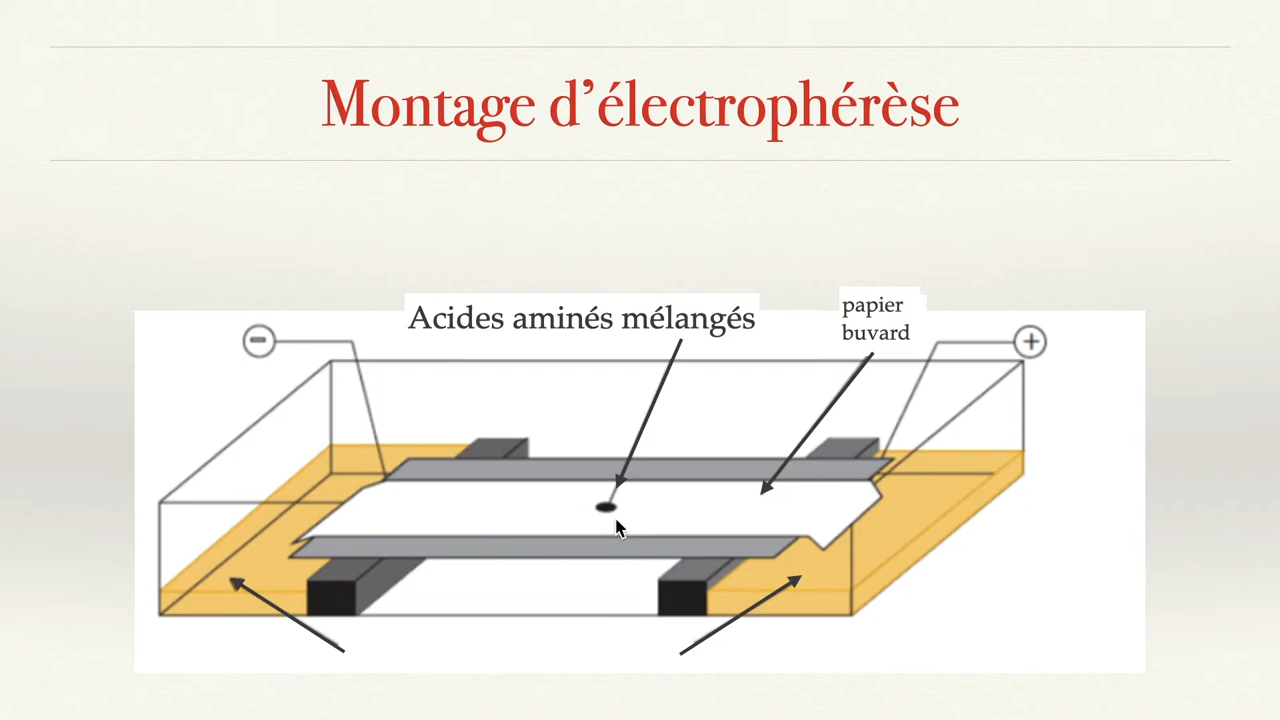 Montage d’électrophérèse
Acides aminés mélangés
papier
buvard
−
+